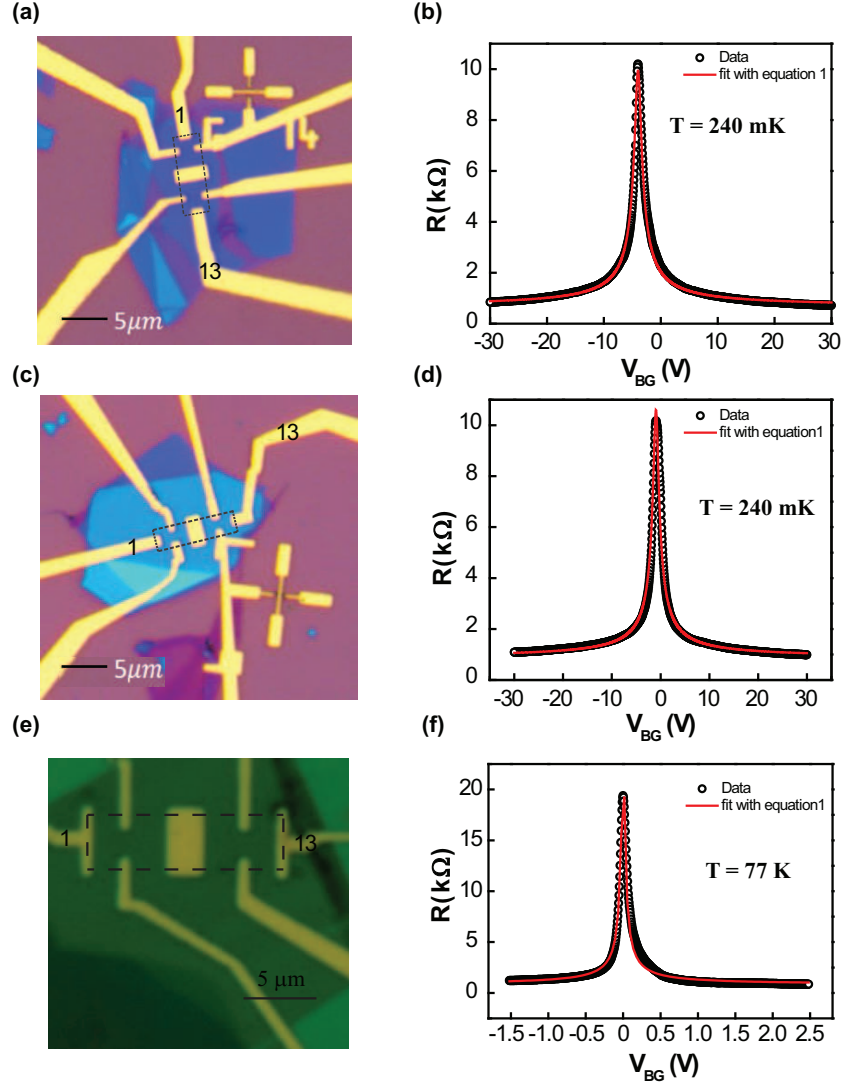 (a)
1
14
13
5μm
(b)
Data
fit with equation 1
T = 240 mK
R(kΩ)
10
8
6
4
2
0
-30 -20 -10 0 10 20 30
V_BG (V)
(c)
13
1
5μm
(d)
Data
fit with equation1
T = 240 mK
R(kΩ)
10
8
6
4
2
0
-30 -20 -10 0 10 20 30
V_BG (V)
(e)
1
13
5 μm
(f)
Data
fit with equation1
T = 77 K
R(kΩ)
20
15
10
5
0
-1.5 -1.0 -0.5 0 0.5 1.0 1.5 2.0 2.5
V_BG (V)